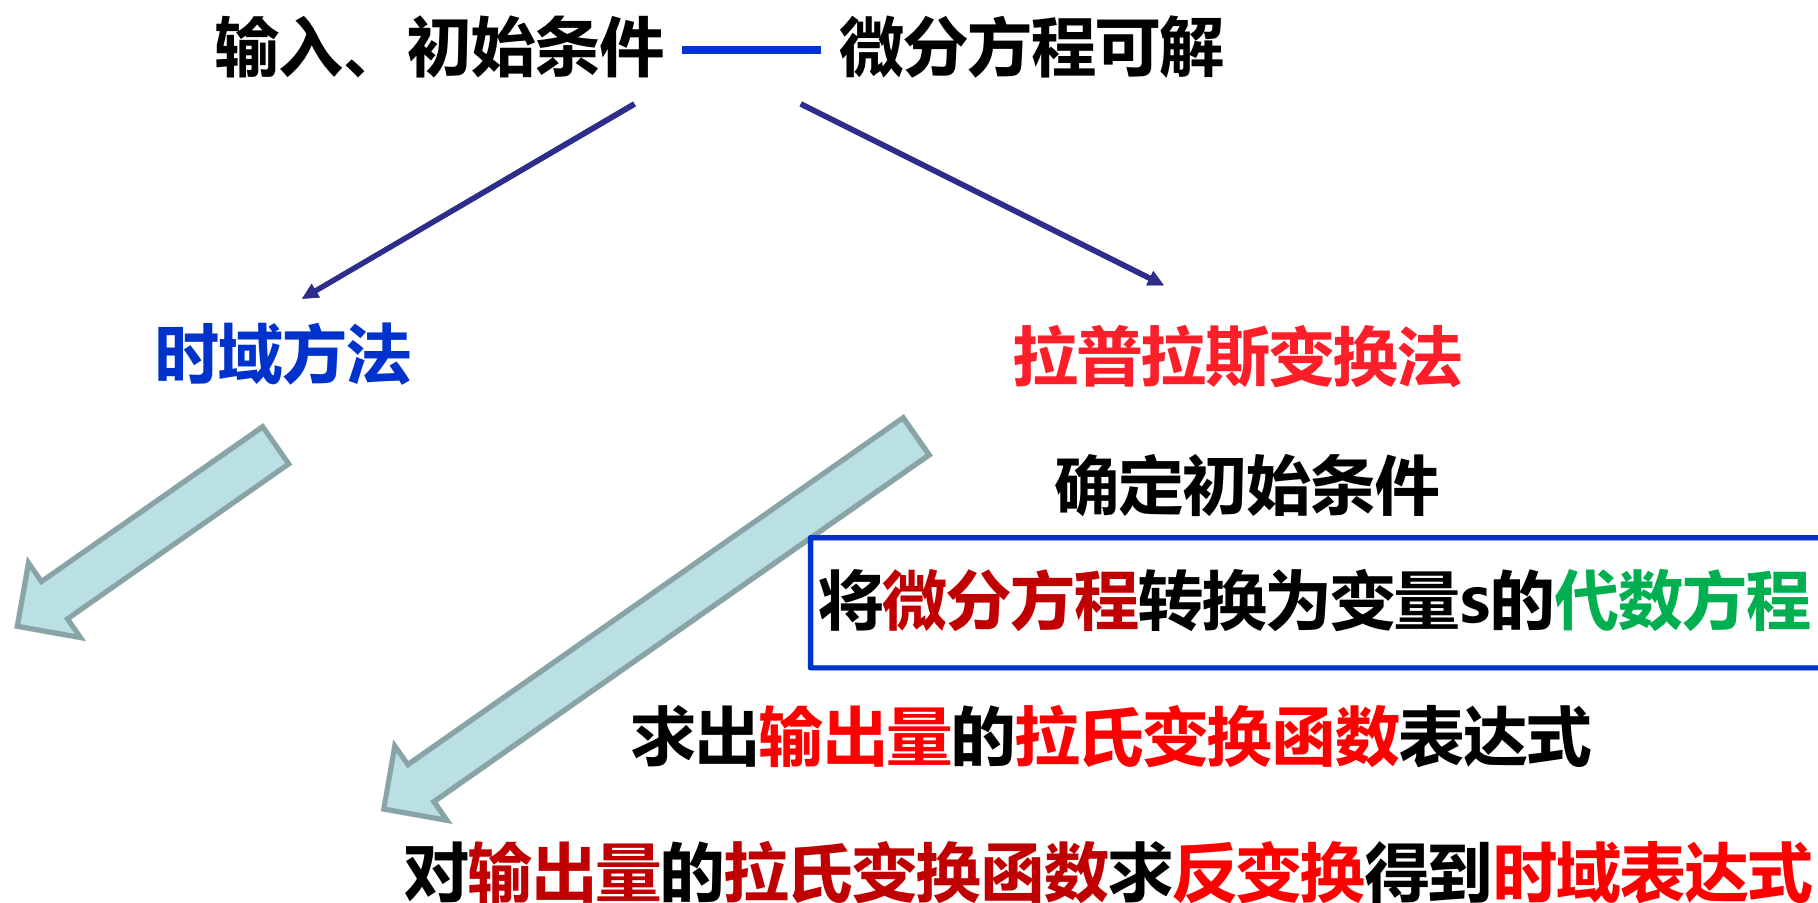 输入、初始条件 —— 微分方程可解
时域方法
拉普拉斯变换法
确定初始条件
将微分方程转换为变量s的代数方程
求出输出量的拉氏变换函数表达式
对输出量的拉氏变换函数求反变换得到时域表达式